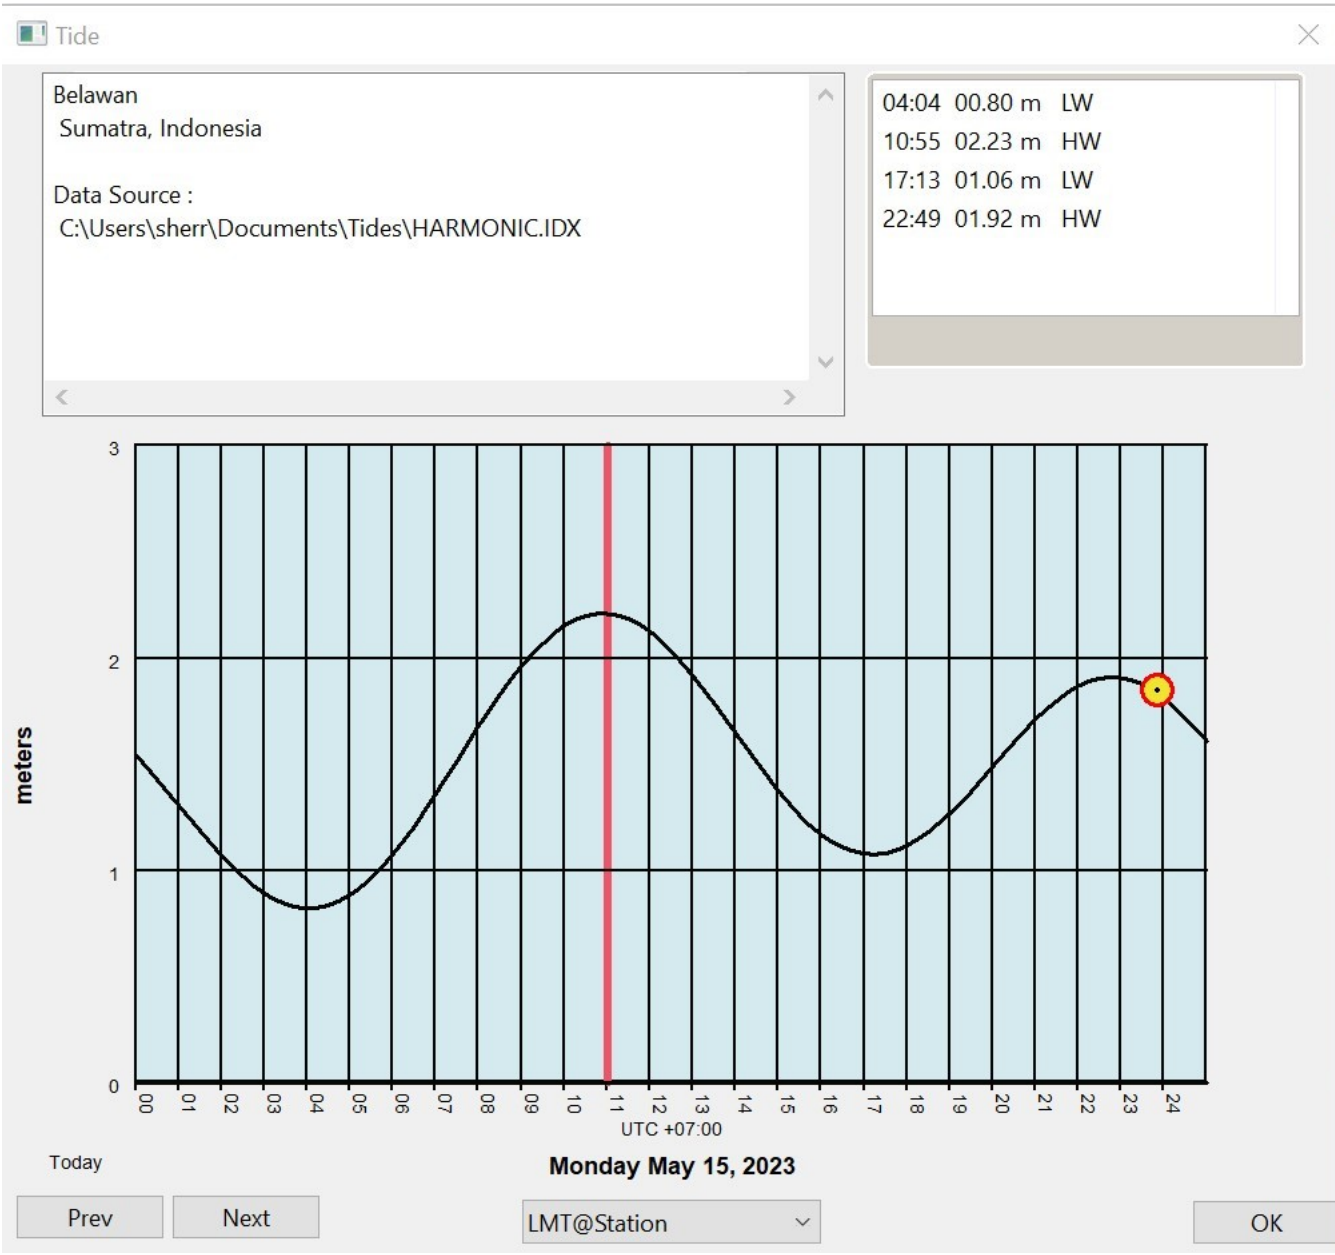 Tide
Belawan
Sumatra, Indonesia
Data Source :
C:\Users\sherr\Documents\Tides\HARMONIC.IDX
04:04 00.80 m LW
10:55 02.23 m HW
17:13 01.06 m LW
22:49 01.92 m HW
3
2
1
0
meters
00 01 02 03 04 05 06 07 08 09 10 11 12 13 14 15 16 17 18 19 20 21 22 23 24
UTC +07:00
Today
Monday May 15, 2023
Prev
Next
LMT@Station
OK